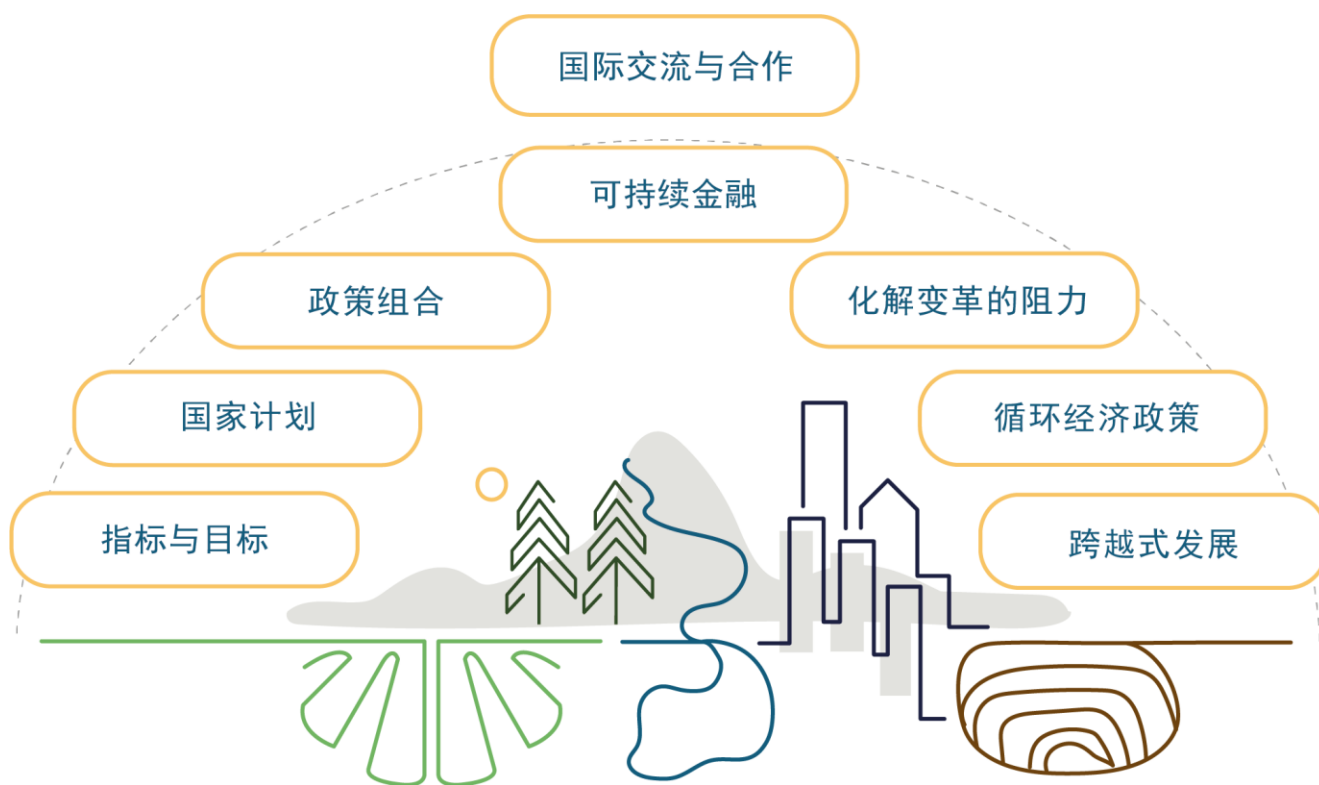 国际交流与合作
可持续金融
政策组合
化解变革的阻力
国家计划
循环经济政策
指标与目标
跨越式发展